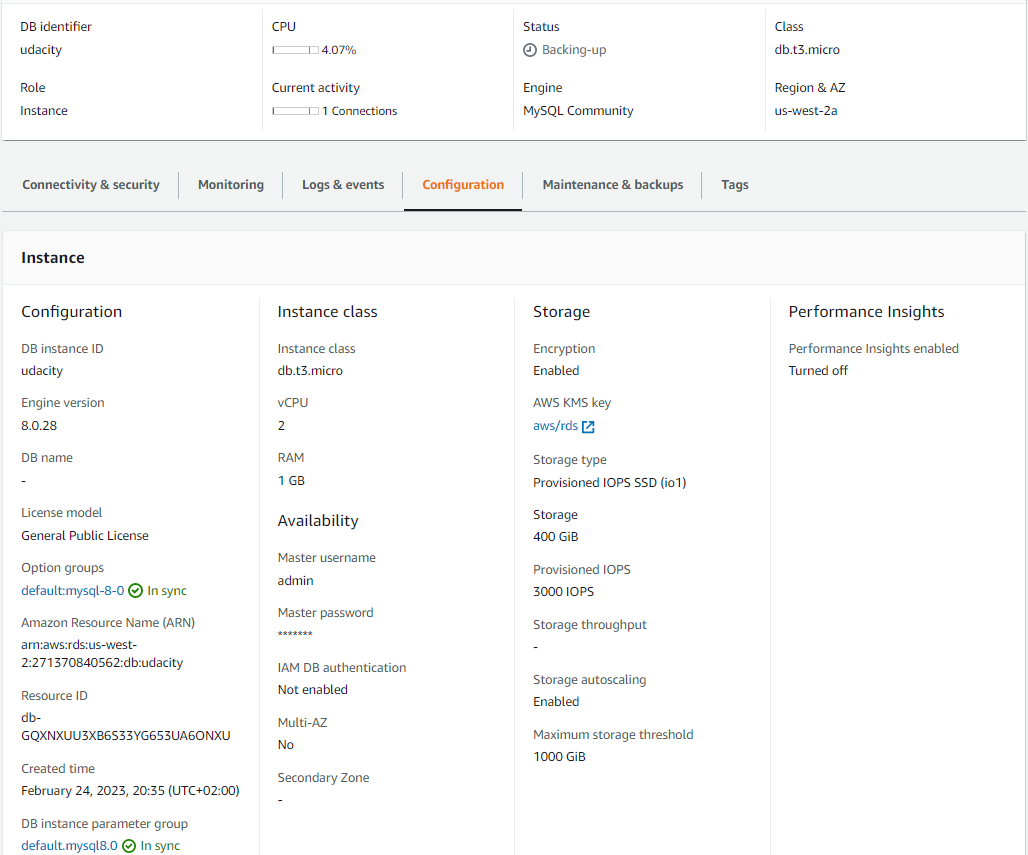 DB identifier
udacity
CPU
4.07%
Status
Backing-up
Class
db.t3.micro
Role
Instance
Current activity
1 Connections
Engine
MySQL Community
Region & AZ
us-west-2a
Connectivity & security
Monitoring
Logs & events
Configuration
Maintenance & backups
Tags
Instance
Configuration
DB instance ID
udacity
Engine version
8.0.28
DB name
-
License model
General Public License
Option groups
default:mysql-8-0 In sync
Amazon Resource Name (ARN)
arn:aws:rds:us-west-
2:271370840562:db:udacity
Resource ID
db-
GQXNXUU3XB6S33YG653UA6ONXU
Created time
February 24, 2023, 20:35 (UTC+02:00)
DB instance parameter group
default.mysql8.0 In sync
Instance class
Instance class
db.t3.micro
vCPU
2
RAM
1 GB
Availability
Master username
admin
Master password
*******
IAM DB authentication
Not enabled
Multi-AZ
No
Secondary Zone
-
Storage
Encryption
Enabled
AWS KMS key
aws/rds
Storage type
Provisioned IOPS SSD (io1)
Storage
400 GiB
Provisioned IOPS
3000 IOPS
Storage throughput
-
Storage autoscaling
Enabled
Maximum storage threshold
1000 GiB
Performance Insights
Performance Insights enabled
Turned off